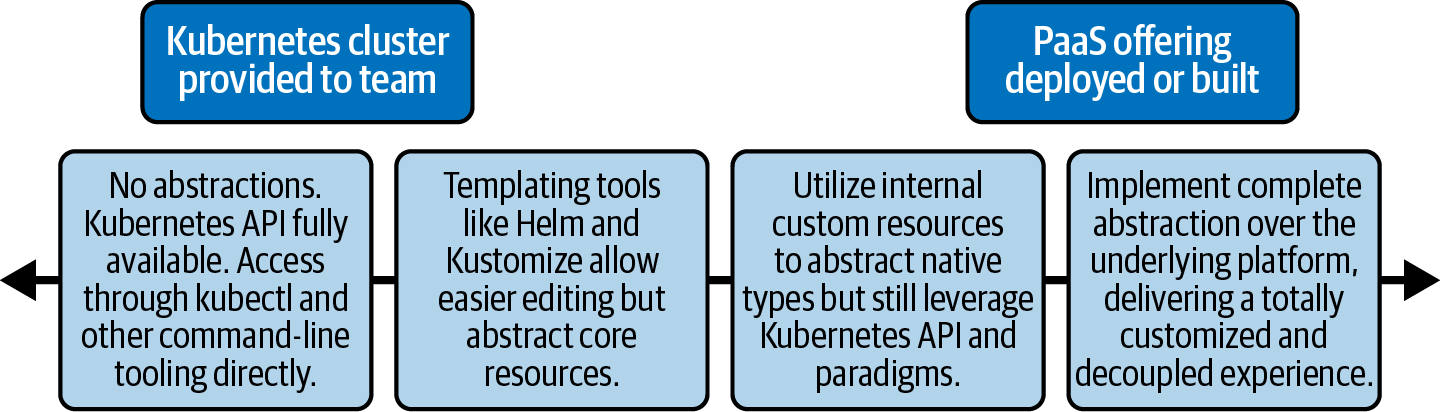 Kubernetes cluster
provided to team
PaaS offering
deployed or built
No abstractions.
Kubernetes API fully
available. Access
through kubectl and
other command-line
tooling directly.
Templating tools
like Helm and
Kustomize allow
easier editing but
abstract core
resources.
Utilize internal
custom resources
to abstract native
types but still leverage
Kubernetes API and
paradigms.
Implement complete
abstraction over the
underlying platform,
delivering a totally
customized and
decoupled experience.